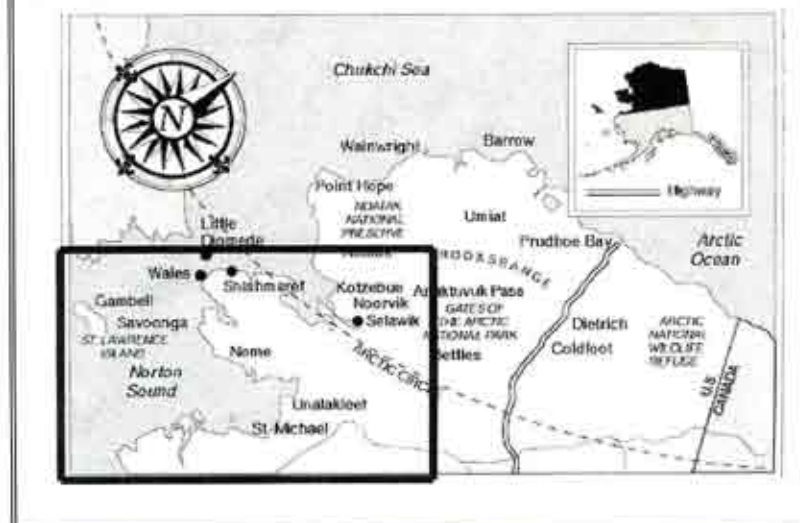 Chukchi Sea
N
Barrow
Wainwright
Highway
Point Hope
NOATAK
NATIONAL
PRESERVE
Umiat
Little
Diomede
Prudhoe Bay
Arctic
Ocean
BROOKS RANGE
Wales
Shishmaref
Kotzebue
Noorvik
Selawik
Anaktuvuk Pass
GATES OF
THE ARCTIC
NATIONAL PARK
Gambell
Savoonga
ST. LAWRENCE
ISLAND
Dietrich
Coldfoot
ARCTIC
NATIONAL
WILDLIFE
REFUGE
Nome
Bettles
ARCTIC CIRC
Norton
Sound
U.S
CANADA
Unalakleet
St. Michael